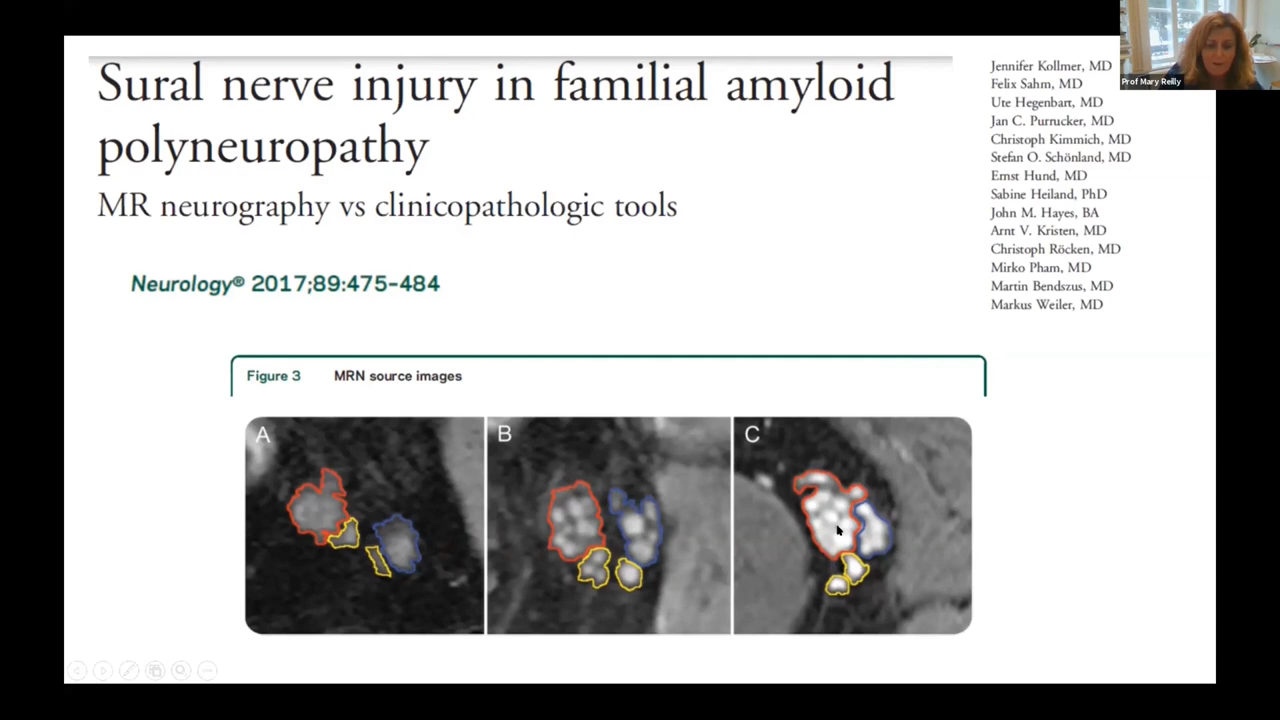 Sural nerve injury in familial amyloid
polyneuropathy
MR neurography vs clinicopathologic tools
Neurology® 2017;89:475-484
Jennifer Kollmer, MD
Felix Sahm, MD
Ute Hegenbart, MD
Jan C. Purrucker, MD
Christoph Kimmich, MD
Stefan O. Schönland, MD
Ernst Hund, MD
Sabine Heiland, PhD
John M. Hayes, BA
Arnt V. Kristen, MD
Christoph Röcken, MD
Mirko Pham, MD
Martin Bendszus, MD
Markus Weiler, MD
Prof Mary Reilly
Figure 3 MRN source images
A
B
C